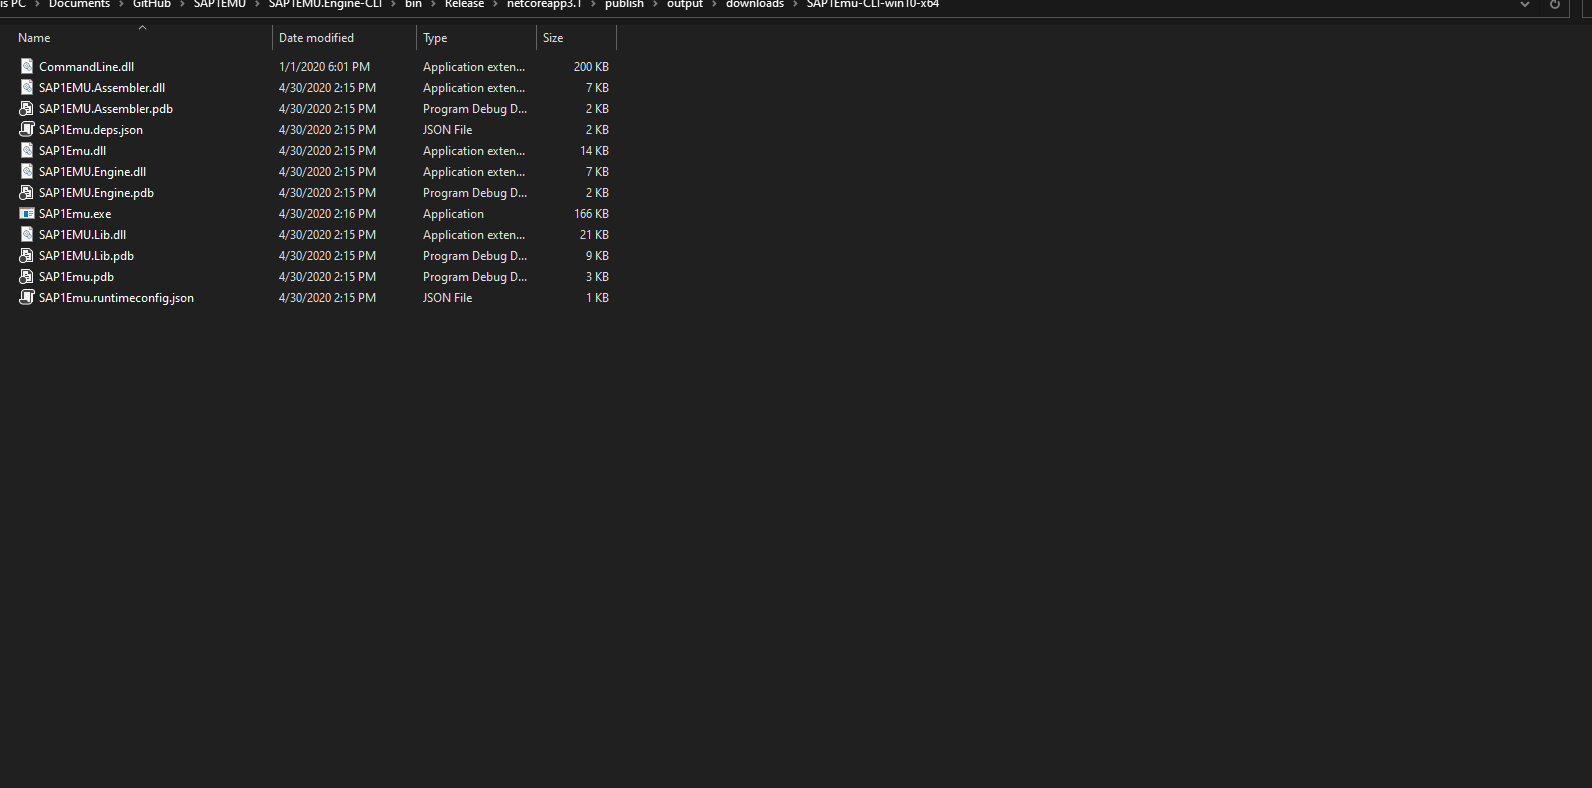 is PC > Documents > GitHub > SAP1EMU > SAP1EMU.Engine-CLI > bin > Release > netcoreapp3.1 > publish > output > downloads > SAP1Emu-CLI-win10-x64
Name Date modified Type Size
CommandLine.dll 1/1/2020 6:01 PM Application exten... 200 KB
SAP1EMU.Assembler.dll 4/30/2020 2:15 PM Application exten... 7 KB
SAP1EMU.Assembler.pdb 4/30/2020 2:15 PM Program Debug D... 2 KB
SAP1Emu.deps.json 4/30/2020 2:15 PM JSON File 2 KB
SAP1Emu.dll 4/30/2020 2:15 PM Application exten... 14 KB
SAP1EMU.Engine.dll 4/30/2020 2:15 PM Application exten... 7 KB
SAP1EMU.Engine.pdb 4/30/2020 2:15 PM Program Debug D... 2 KB
SAP1Emu.exe 4/30/2020 2:16 PM Application 166 KB
SAP1EMU.Lib.dll 4/30/2020 2:15 PM Application exten... 21 KB
SAP1EMU.Lib.pdb 4/30/2020 2:15 PM Program Debug D... 9 KB
SAP1Emu.pdb 4/30/2020 2:15 PM Program Debug D... 3 KB
SAP1Emu.runtimeconfig.json 4/30/2020 2:15 PM JSON File 1 KB